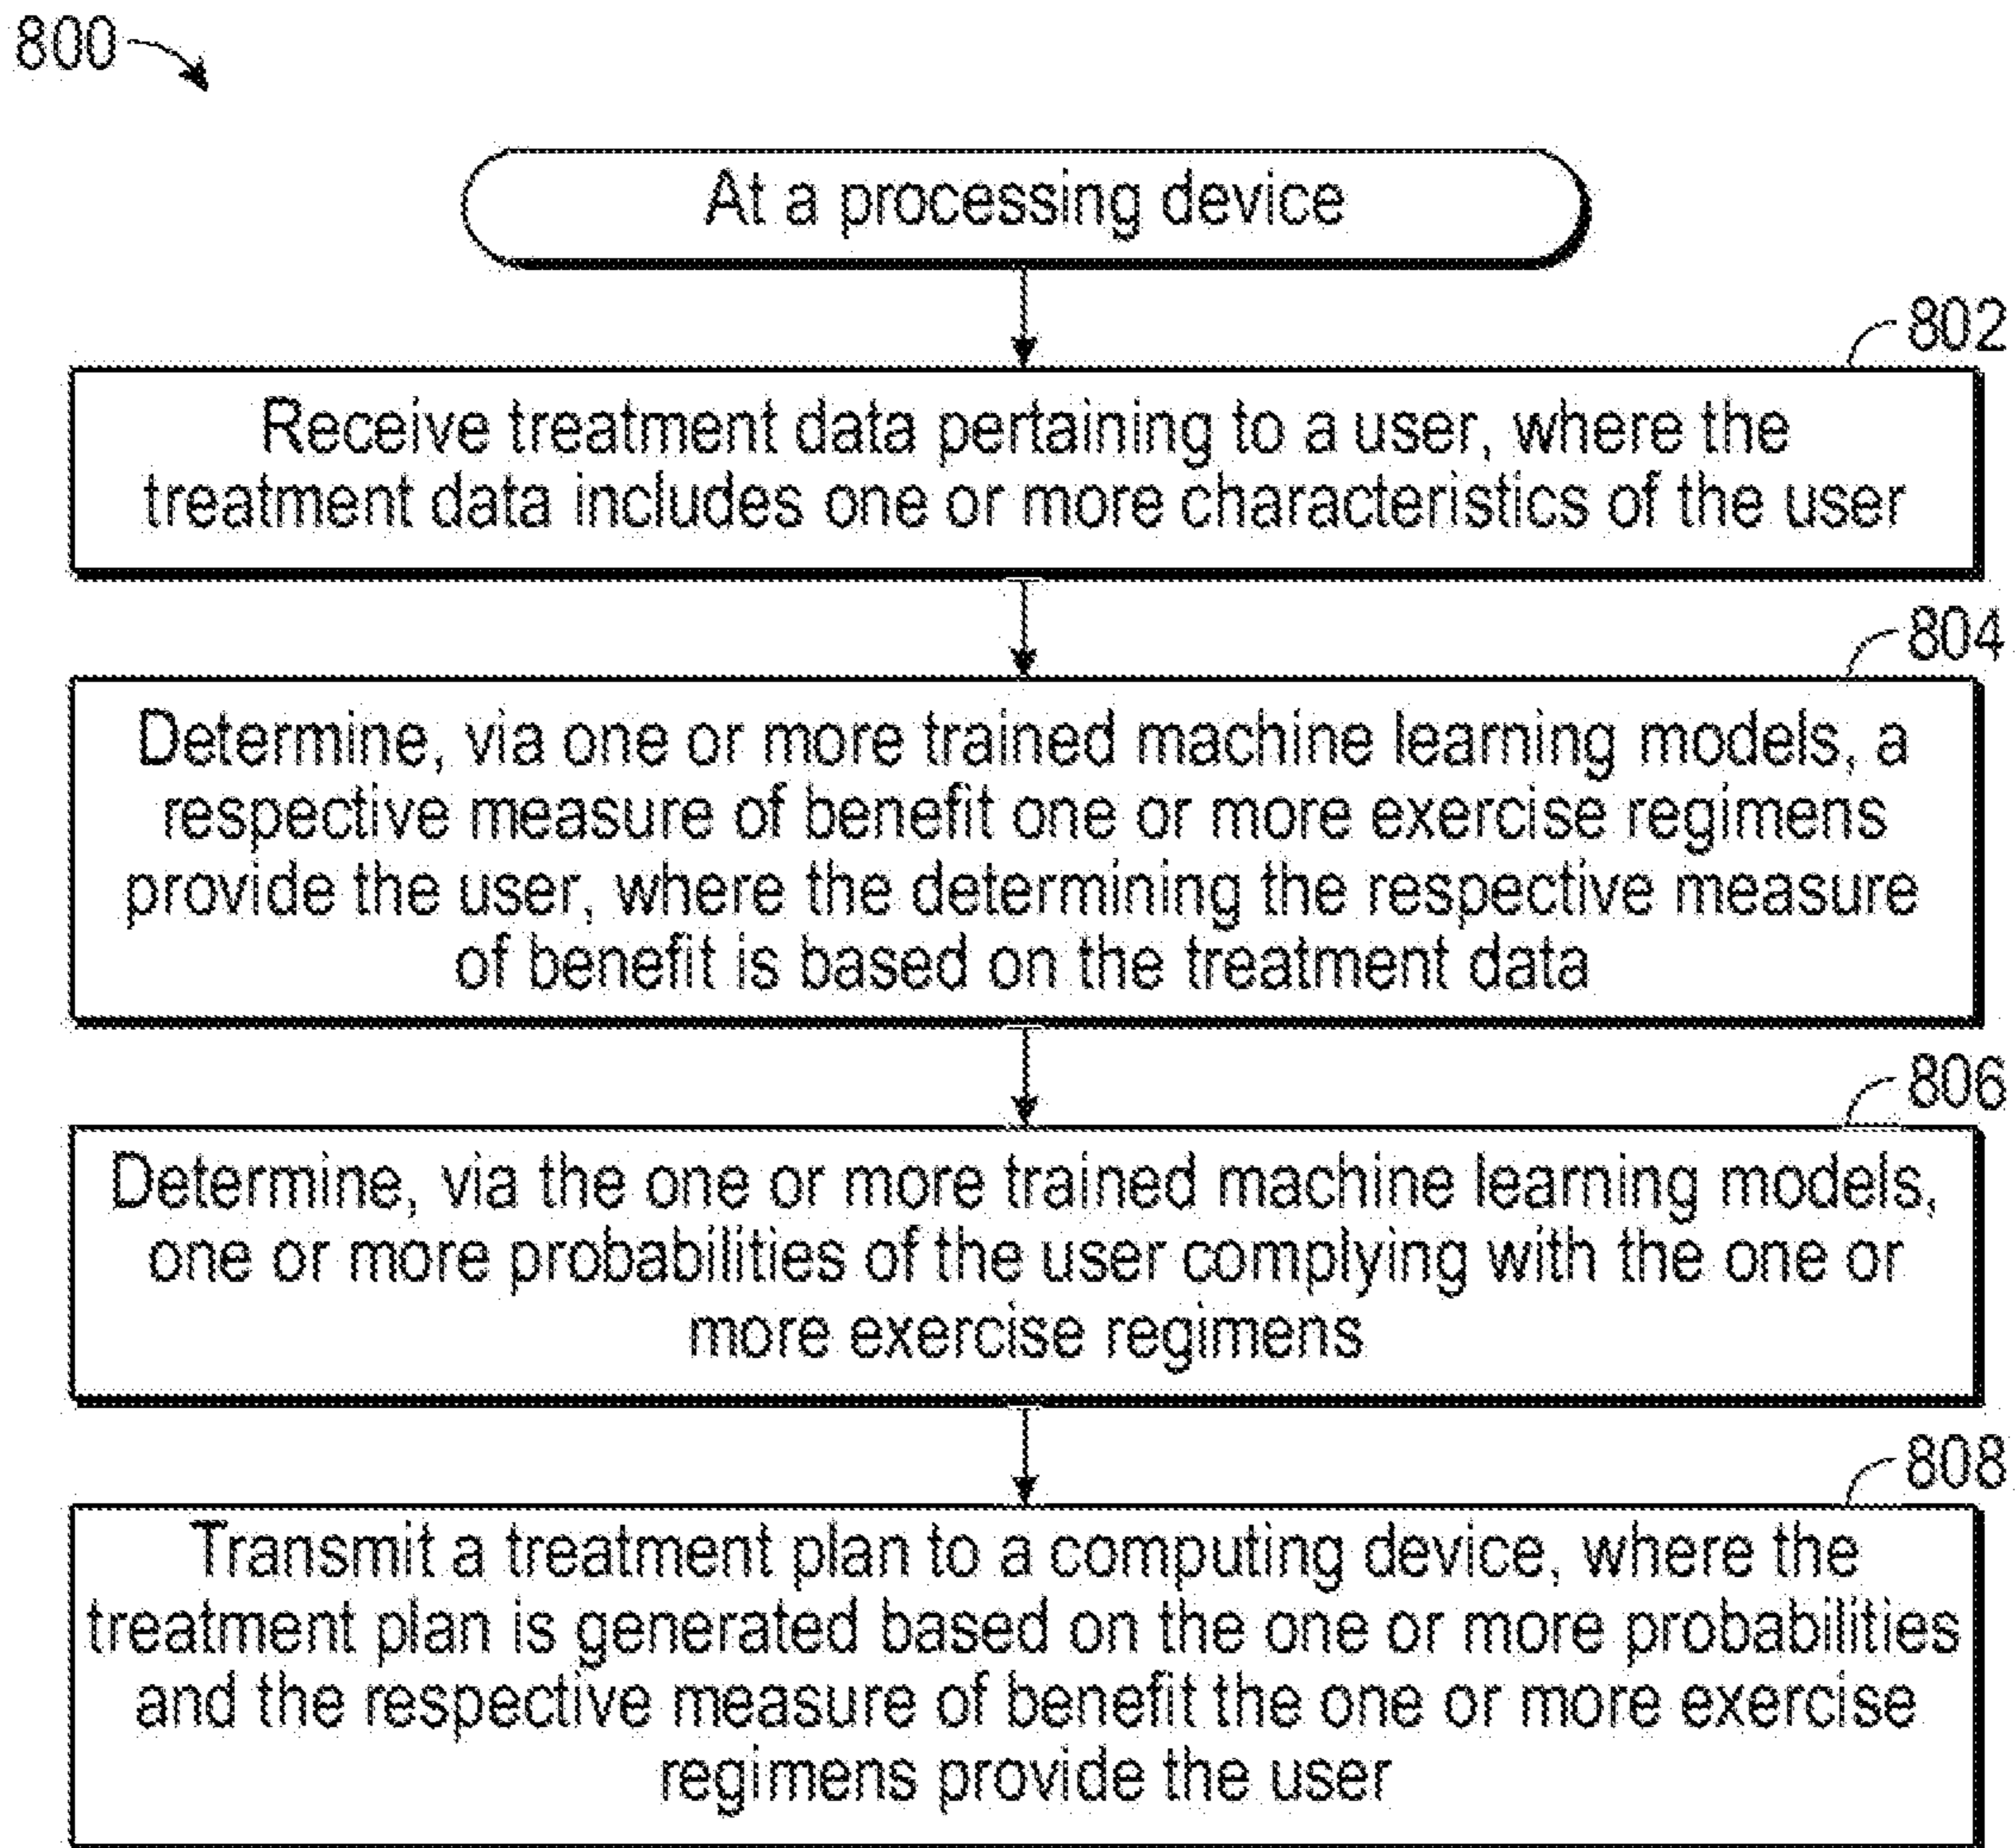 800
At a processing device
802
Receive treatment data pertaining to a user, where the
treatment data includes one or more characteristics of the user
804
Determine, via one or more trained machine learning models, a
respective measure of benefit one or more exercise regimens
provide the user, where the determining the respective measure
of benefit is based on the treatment data
806
Determine, via the one or more trained machine learning models,
one or more probabilities of the user complying with the one or
more exercise regimens
808
Transmit a treatment plan to a computing device, where the
treatment plan is generated based on the one or more probabilities
and the respective measure of benefit the one or more exercise
regimens provide the user